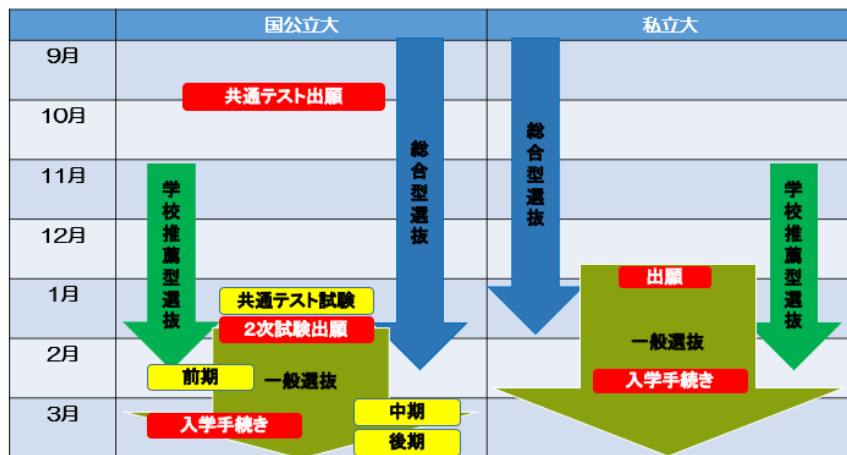 国公立大
私立大
9月
共通テスト出願
10月
総合型選抜
総合型選抜
11月
学校推薦型選抜
学校推薦型選抜
12月
1月
共通テスト試験
出願
2次試験出願
2月
一般選抜
前期
一般選抜
入学手続き
3月
中期
入学手続き
後期